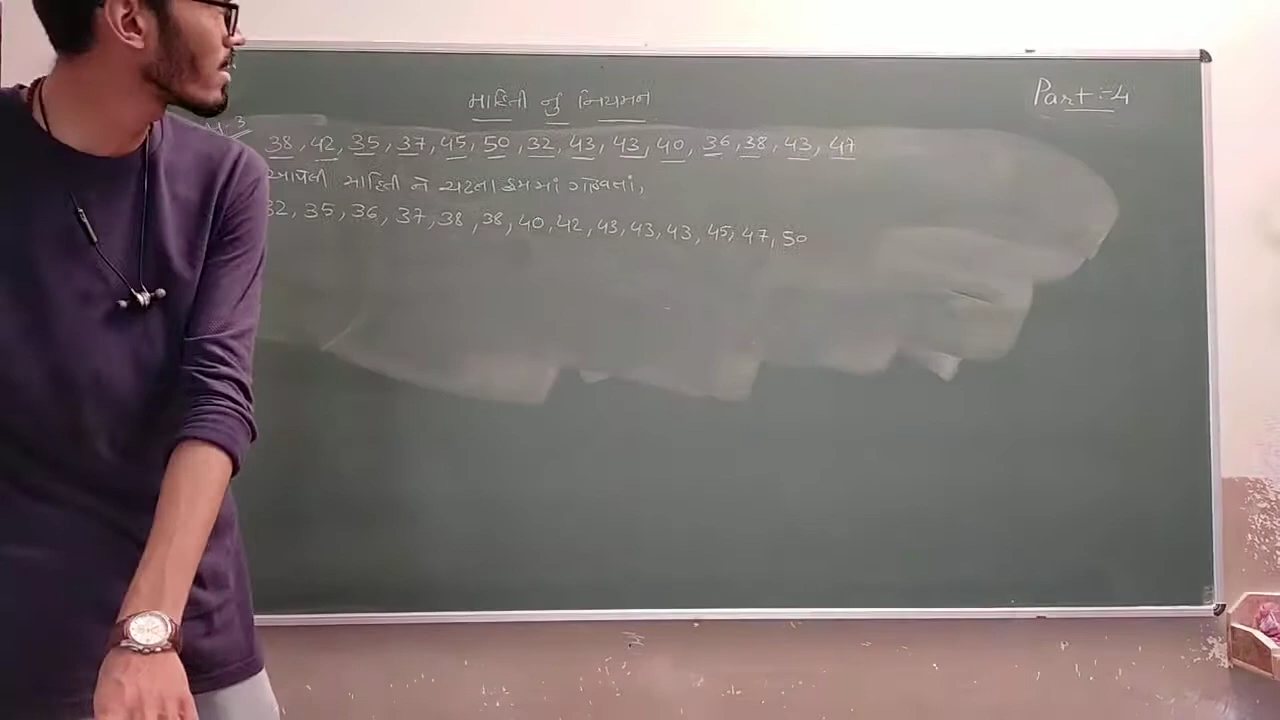 માહિતી નું નિયમન
Part :- 4
38, 42, 35, 37, 45, 50, 32, 43, 43, 40, 36, 38, 43, 47
આપેલી માહિતી ને ચઢતા ક્રમમાં ગોઠવતાં,
32, 35, 36, 37, 38, 38, 40, 42, 43, 43, 43, 45, 47, 50